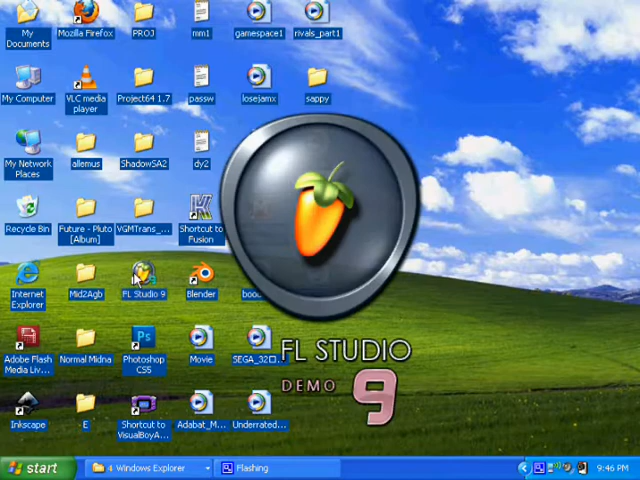 My Documents
Mozilla Firefox
PROJ
mm1
gamespace1
rivals_part1
My Computer
VLC media player
Project64 1.7
passw
losejamx
sappy
My Network Places
allemus
ShadowSA2
dy2
Recycle Bin
Future - Pluto [Album]
VGMTrans_...
Shortcut to Fusion
Internet Explorer
Mid2Agb
FL Studio 9
Blender
Adobe Flash Media Liv...
Normal Midna
Photoshop CS5
Movie
FL STUDIO
DEMO 9
Inkscape
E
Shortcut to VisualBoyA...
Adabat_M...
Underrated...
start
4 Windows Explorer
Flashing
9:46 PM